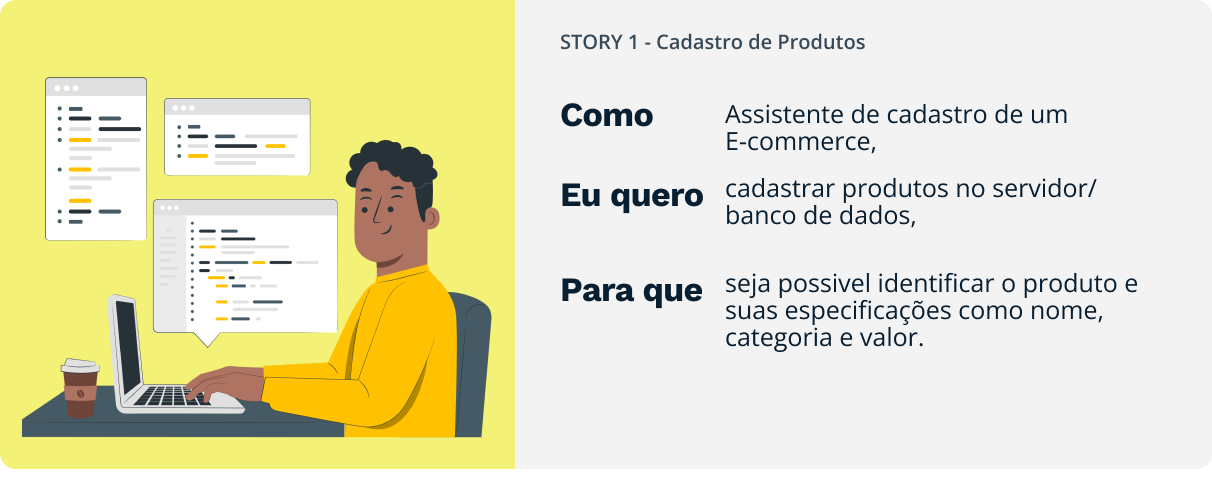 STORY 1 - Cadastro de Produtos
Como
Assistente de cadastro de um
E-commerce,
Eu quero
cadastrar produtos no servidor/
banco de dados,
Para que
seja possivel identificar o produto e
suas especificações como nome,
categoria e valor.